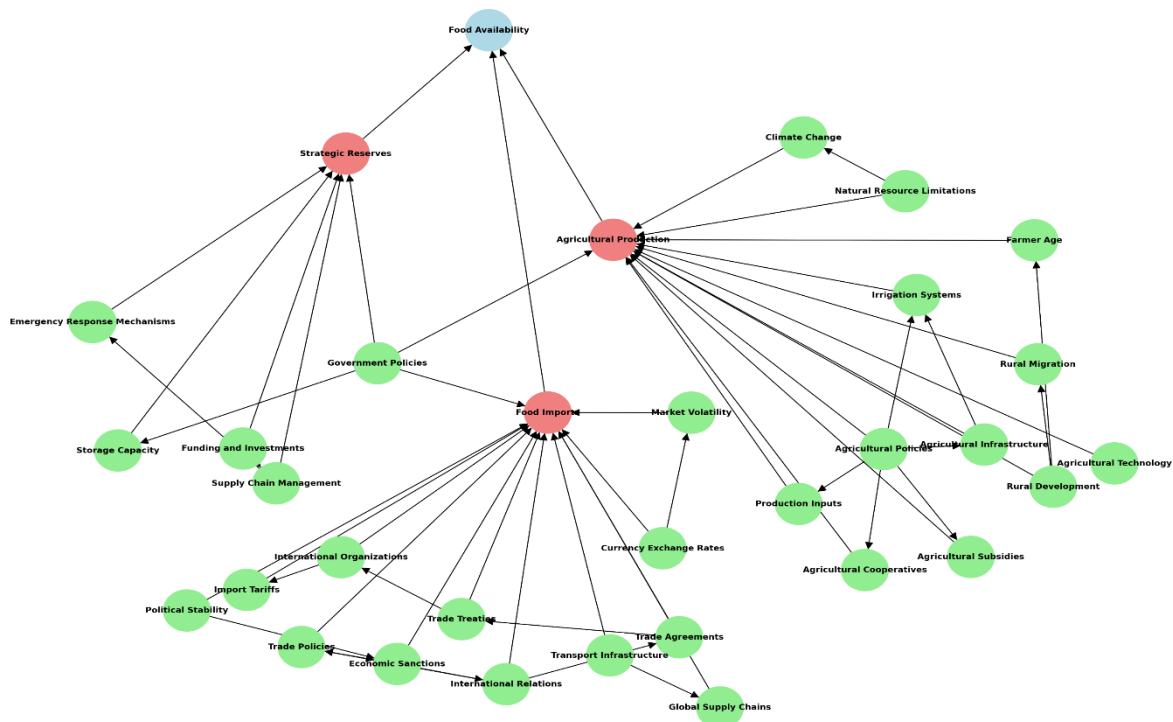 Food Availability
Climate Change
Strategic Reserves
Natural Resource Limitations
Agricultural Production
Farmer Age
Irrigation Systems
Emergency Response Mechanisms
Government Policies
Rural Migration
Food Imports
Market Volatility
Storage Capacity
Funding and Investments
Agricultural Policies
Agricultural Infrastructure
Agricultural Technology
Supply Chain Management
Rural Development
Production Inputs
International Organizations
Currency Exchange Rates
Agricultural Cooperatives
Agricultural Subsidies
Import Tariffs
Political Stability
Trade Treaties
Trade Agreements
Trade Policies
Economic Sanctions
Transport Infrastructure
International Relations
Global Supply Chains